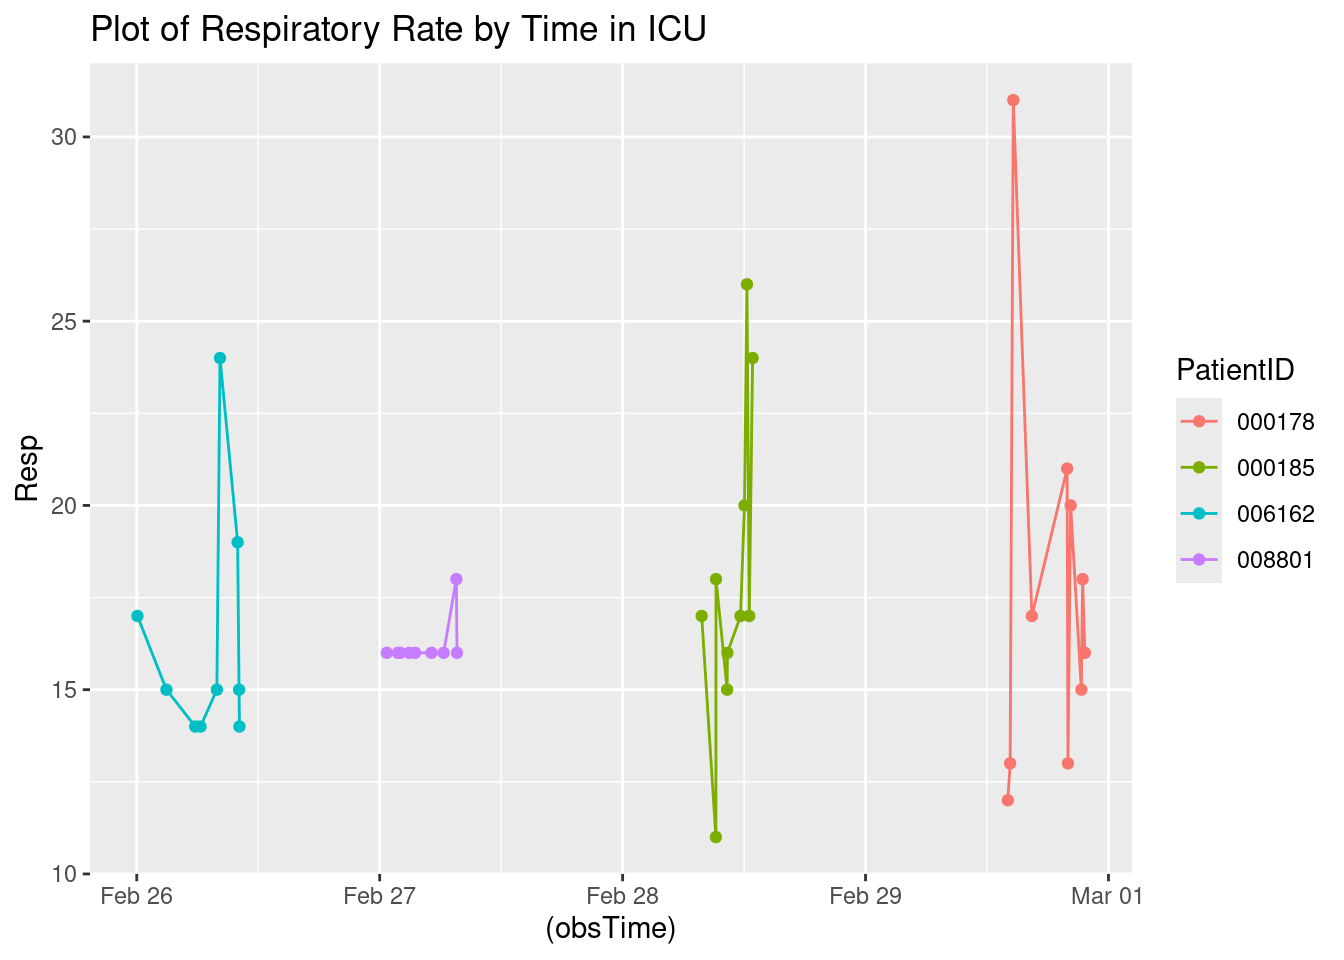 Plot of Respiratory Rate by Time in ICU
Resp
30
25
20
15
10
Feb 26
Feb 27
Feb 28
Feb 29
Mar 01
(obsTime)
PatientID
000178
000185
006162
008801